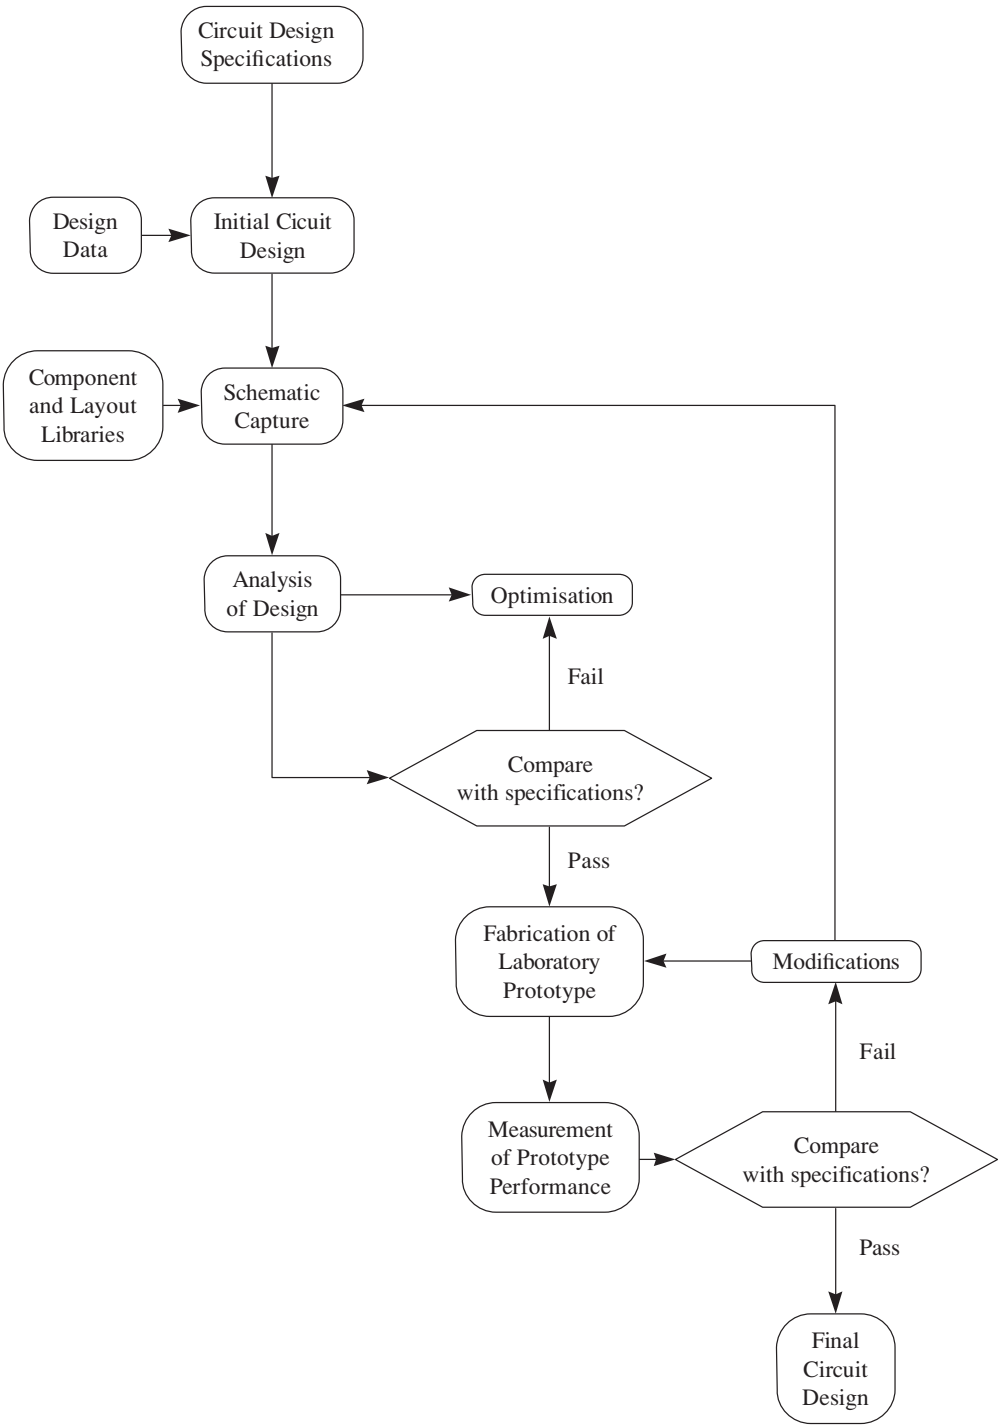 Circuit Design
Specifications
Design
Data
Initial Cicuit
Design
Component
and Layout
Libraries
Schematic
Capture
Analysis
of Design
Optimisation
Fail
Compare
with specifications?
Pass
Fabrication of
Laboratory
Prototype
Modifications
Fail
Measurement
of Prototype
Performance
Compare
with specifications?
Pass
Final
Circuit
Design